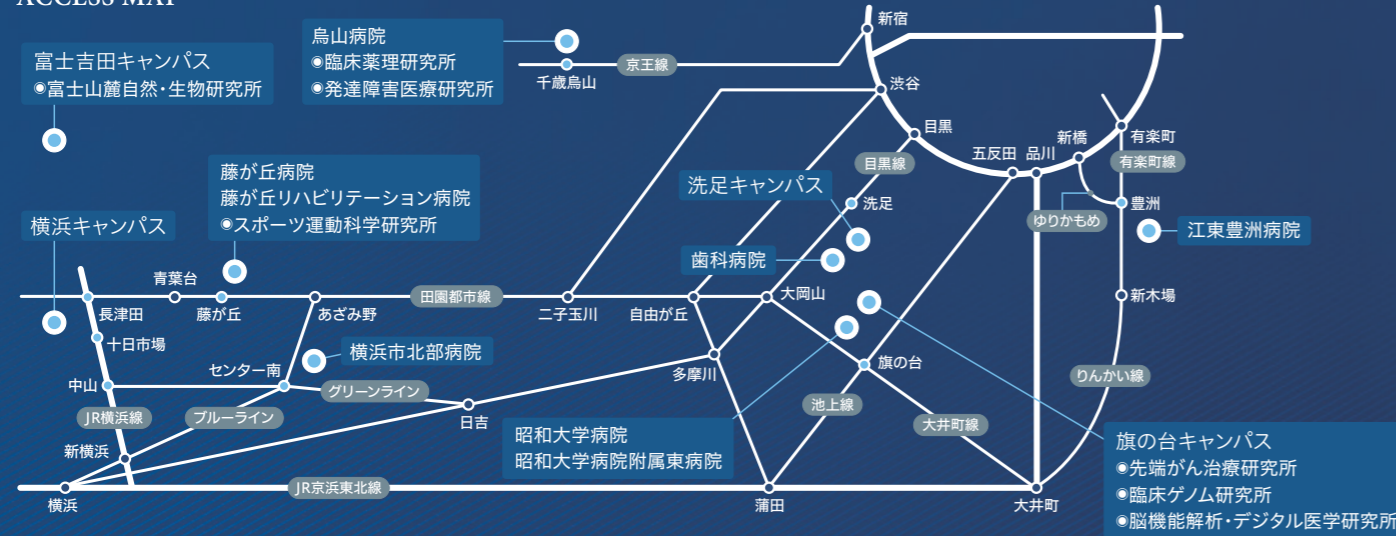 ACCESS MAP
富士吉田キャンパス
◉富士山麓自然・生物研究所
烏山病院
◉臨床薬理研究所
◉発達障害医療研究所
千歳烏山
京王線
新宿
渋谷
目黒
目黒線
五反田
品川
新橋
有楽町
有楽町線
ゆりかもめ
豊洲
江東豊洲病院
新木場
りんかい線
藤が丘病院
藤が丘リハビリテーション病院
◉スポーツ運動科学研究所
横浜キャンパス
洗足キャンパス
洗足
歯科病院
青葉台
長津田
藤が丘
あざみ野
田園都市線
二子玉川
自由が丘
大岡山
十日市場
中山
センター南
横浜市北部病院
グリーンライン
ブルーライン
JR横浜線
日吉
多摩川
旗の台
池上線
大井町線
昭和大学病院
昭和大学病院附属東病院
新横浜
横浜
JR京浜東北線
蒲田
大井町
旗の台キャンパス
◉先端がん治療研究所
◉臨床ゲノム研究所
◉脳機能解析・デジタル医学研究所